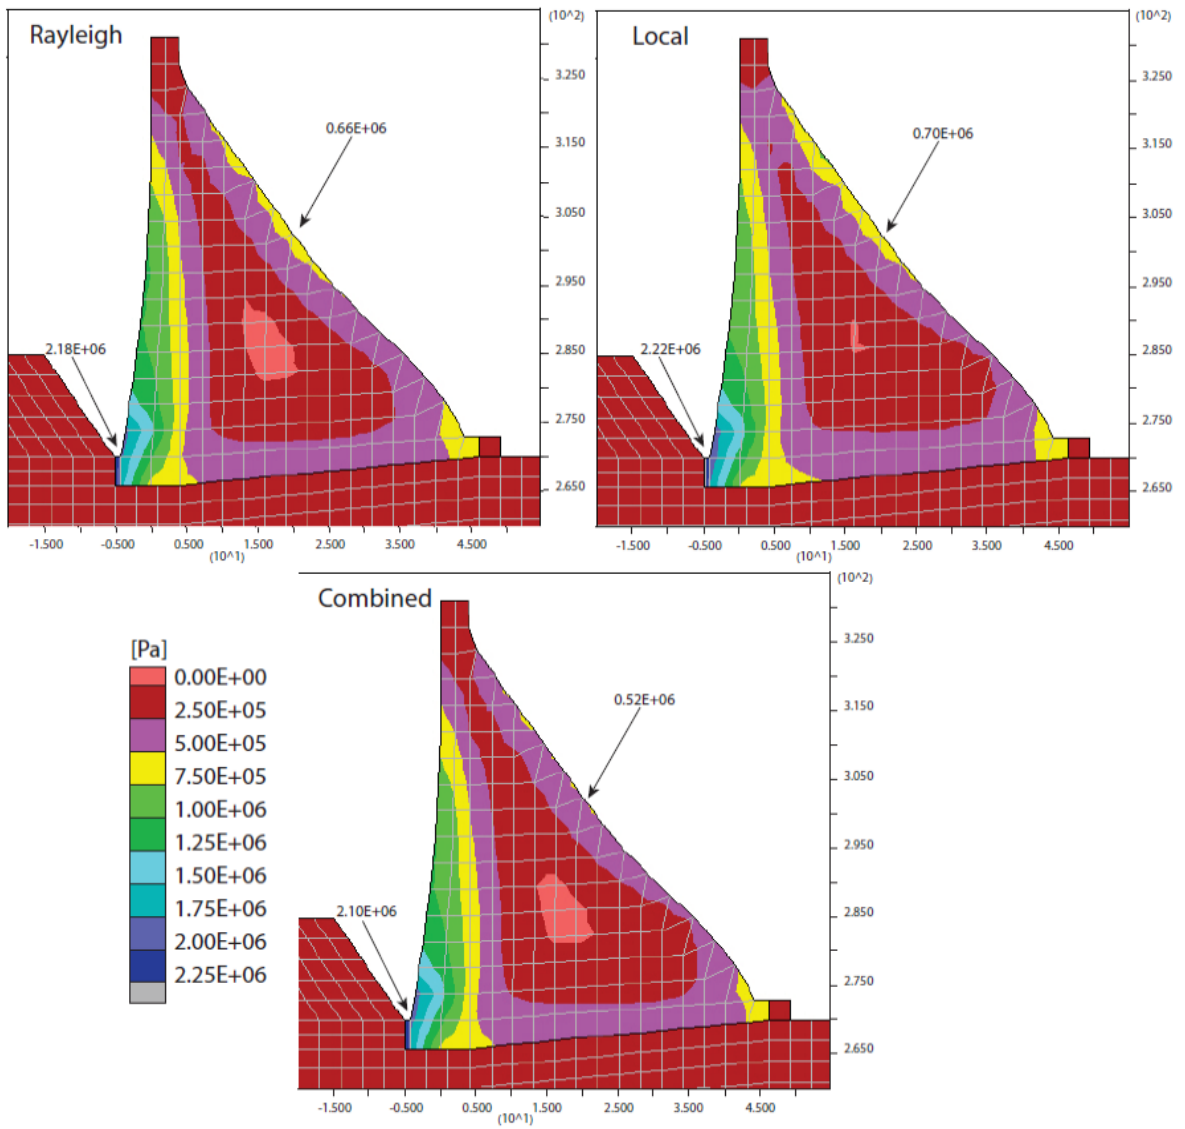 Rayleigh
(10^2)
3.250
3.150
3.050
2.950
2.850
2.750
2.650
0.66E+06
2.18E+06
-1.500 -0.500 0.500 1.500 2.500 3.500 4.500
(10^1)
Local
(10^2)
3.250
3.150
3.050
2.950
2.850
2.750
2.650
0.70E+06
2.22E+06
-1.500 -0.500 0.500 1.500 2.500 3.500 4.500
(10^1)
Combined
(10^2)
3.250
3.150
3.050
2.950
2.850
2.750
2.650
0.52E+06
2.10E+06
-1.500 -0.500 0.500 1.500 2.500 3.500 4.500
(10^1)
[Pa]
0.00E+00
2.50E+05
5.00E+05
7.50E+05
1.00E+06
1.25E+06
1.50E+06
1.75E+06
2.00E+06
2.25E+06